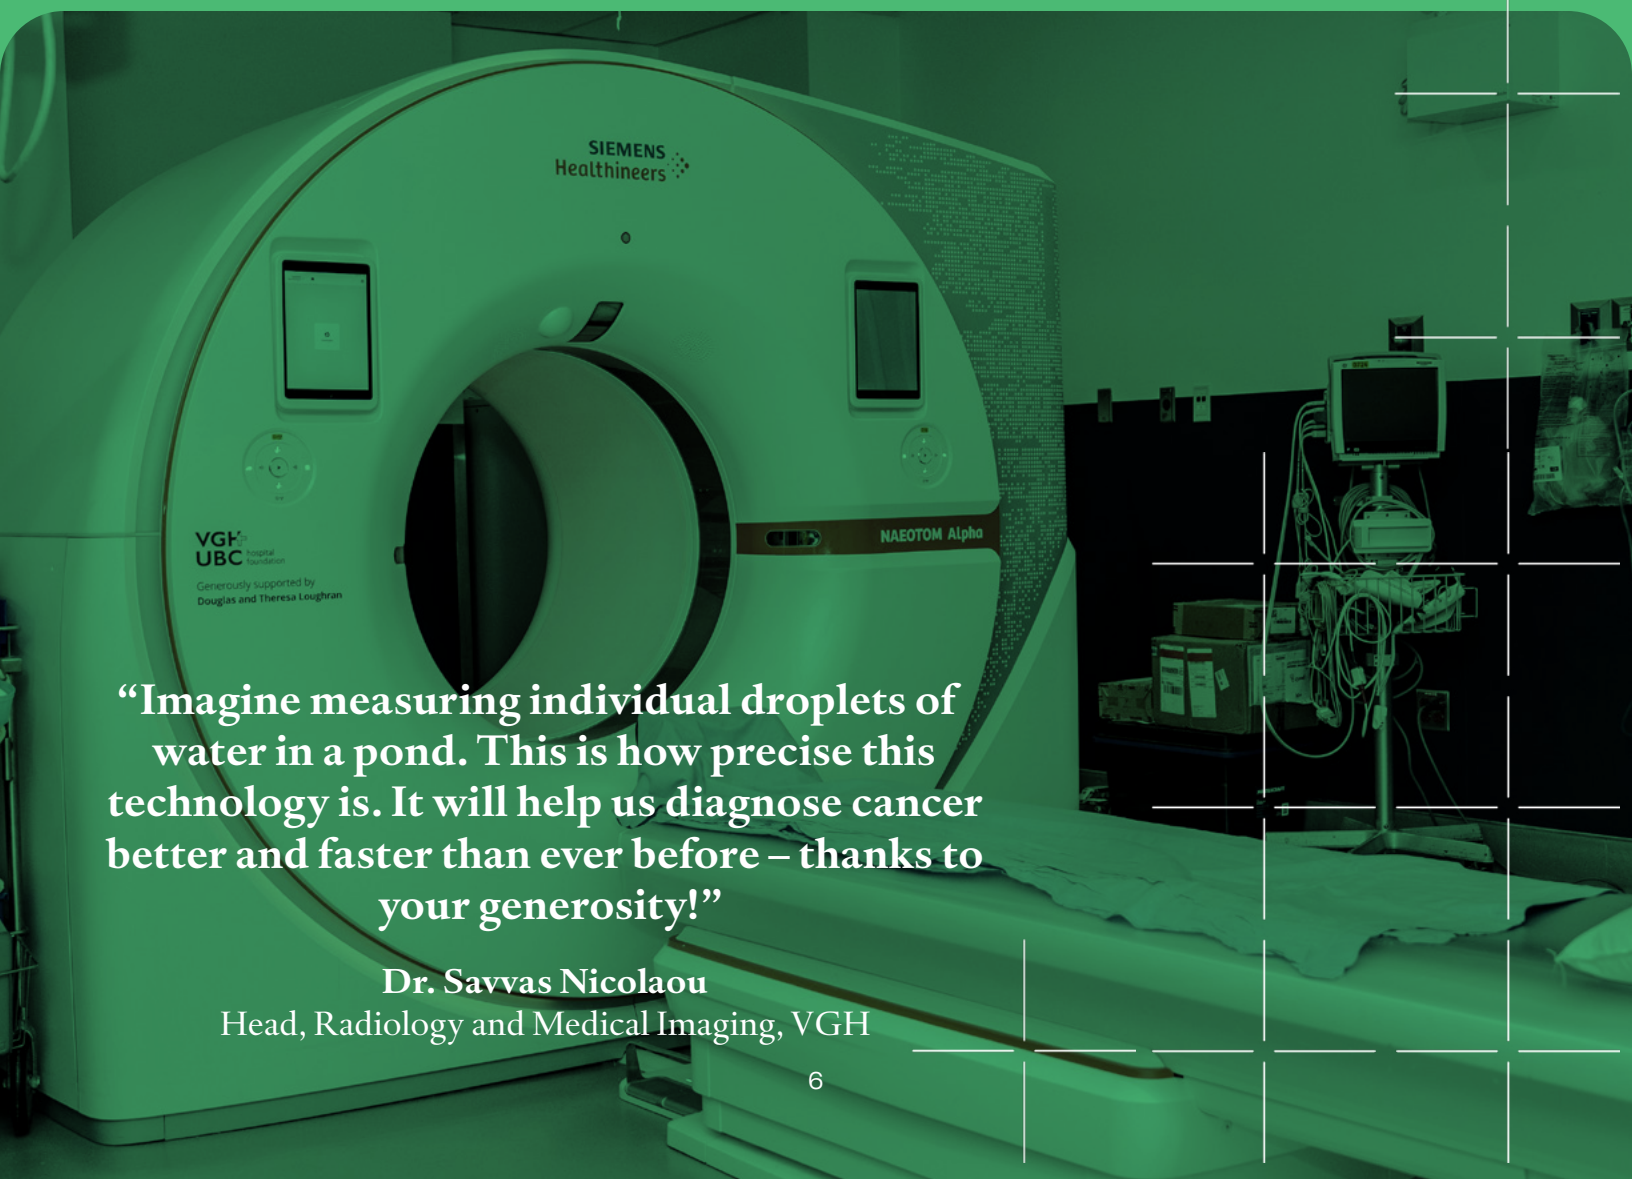 SIEMENS
Healthineers
NAEOTOM Alpha
VGH
UBC hospital
foundation
Generously supported by
Douglas and Theresa Loughran
“Imagine measuring individual droplets of
water in a pond. This is how precise this
technology is. It will help us diagnose cancer
better and faster than ever before – thanks to
your generosity!”
Dr. Savvas Nicolaou
Head, Radiology and Medical Imaging, VGH
6